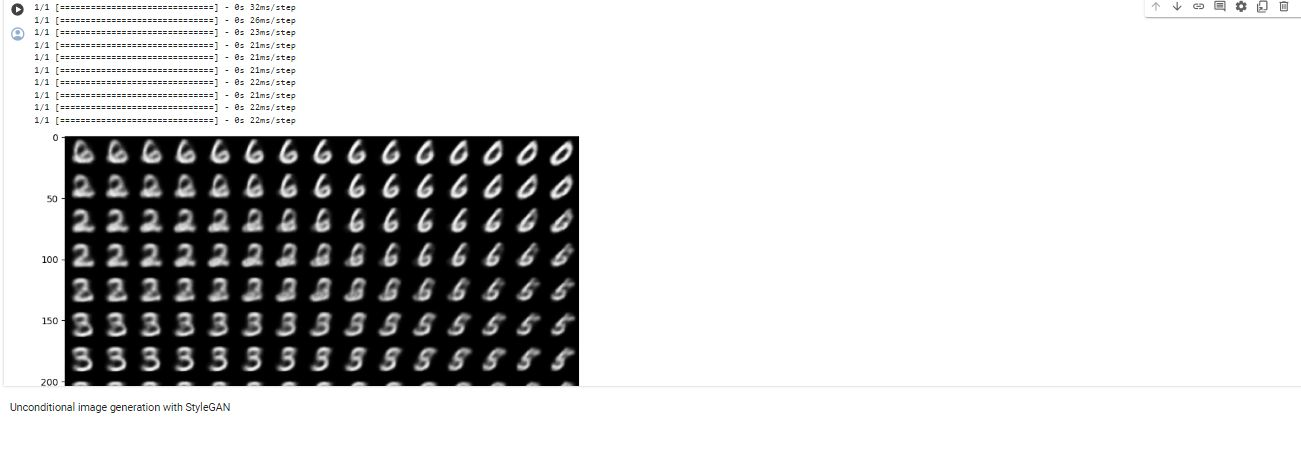 1/1 [==============================] - 0s 32ms/step
1/1 [==============================] - 0s 26ms/step
1/1 [==============================] - 0s 23ms/step
1/1 [==============================] - 0s 21ms/step
1/1 [==============================] - 0s 21ms/step
1/1 [==============================] - 0s 21ms/step
1/1 [==============================] - 0s 22ms/step
1/1 [==============================] - 0s 21ms/step
1/1 [==============================] - 0s 22ms/step
1/1 [==============================] - 0s 22ms/step
0
50
100
150
200
Unconditional image generation with StyleGAN